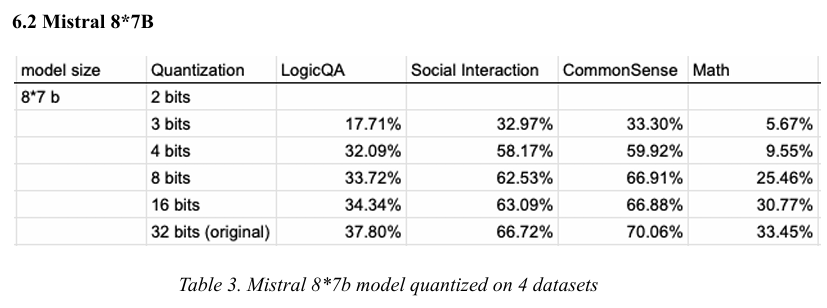 6.2 Mistral 8*7B
model size Quantization LogicQA Social Interaction CommonSense Math
8*7 b 2 bits
3 bits 17.71% 32.97% 33.30% 5.67%
4 bits 32.09% 58.17% 59.92% 9.55%
8 bits 33.72% 62.53% 66.91% 25.46%
16 bits 34.34% 63.09% 66.88% 30.77%
32 bits (original) 37.80% 66.72% 70.06% 33.45%
Table 3. Mistral 8*7b model quantized on 4 datasets